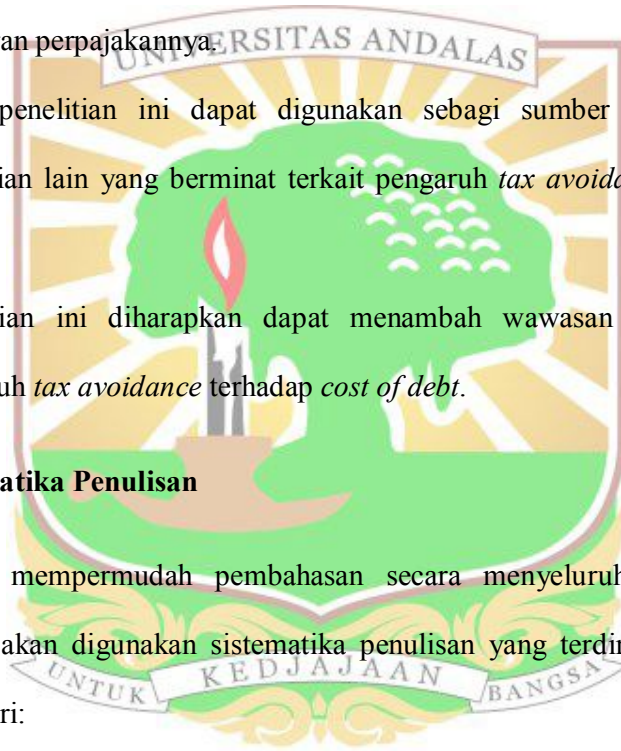 an perpajakannya.
UNIVERSITAS ANDALAS
penelitian ini dapat digunakan sebagi sumber
ian lain yang berminat terkait pengaruh tax avoida
ian ini diharapkan dapat menambah wawasan
uh tax avoidance terhadap cost of debt.
atika Penulisan
mempermudah pembahasan secara menyeluruh
akan digunakan sistematika penulisan yang terdi
UNTUK KEDJAJAAN BANGSA
ri: